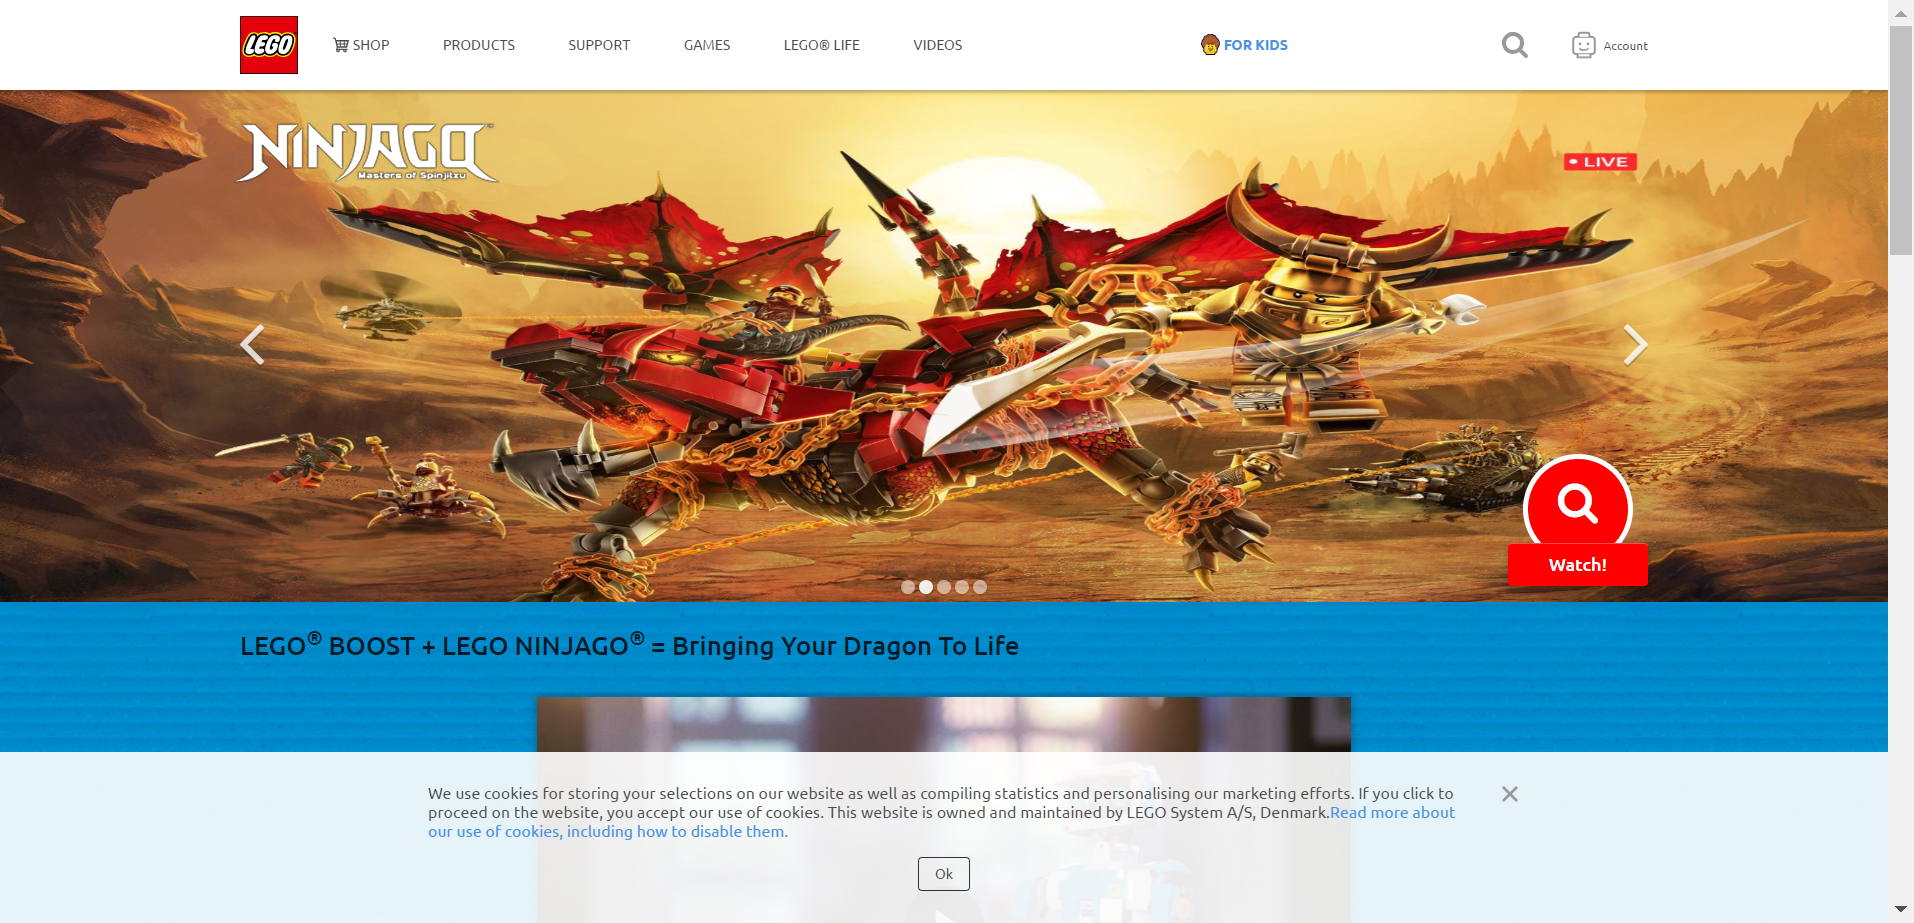 LEGO
SHOP
PRODUCTS
SUPPORT
GAMES
LEGO® LIFE
VIDEOS
FOR KIDS
Account
NINJAGO™
Masters of Spinjitzu
LIVE
Watch!
LEGO® BOOST + LEGO NINJAGO® = Bringing Your Dragon To Life
We use cookies for storing your selections on our website as well as compiling statistics and personalising our marketing efforts. If you click to
proceed on the website, you accept our use of cookies. This website is owned and maintained by LEGO System A/S, Denmark.Read more about
our use of cookies, including how to disable them.
Ok